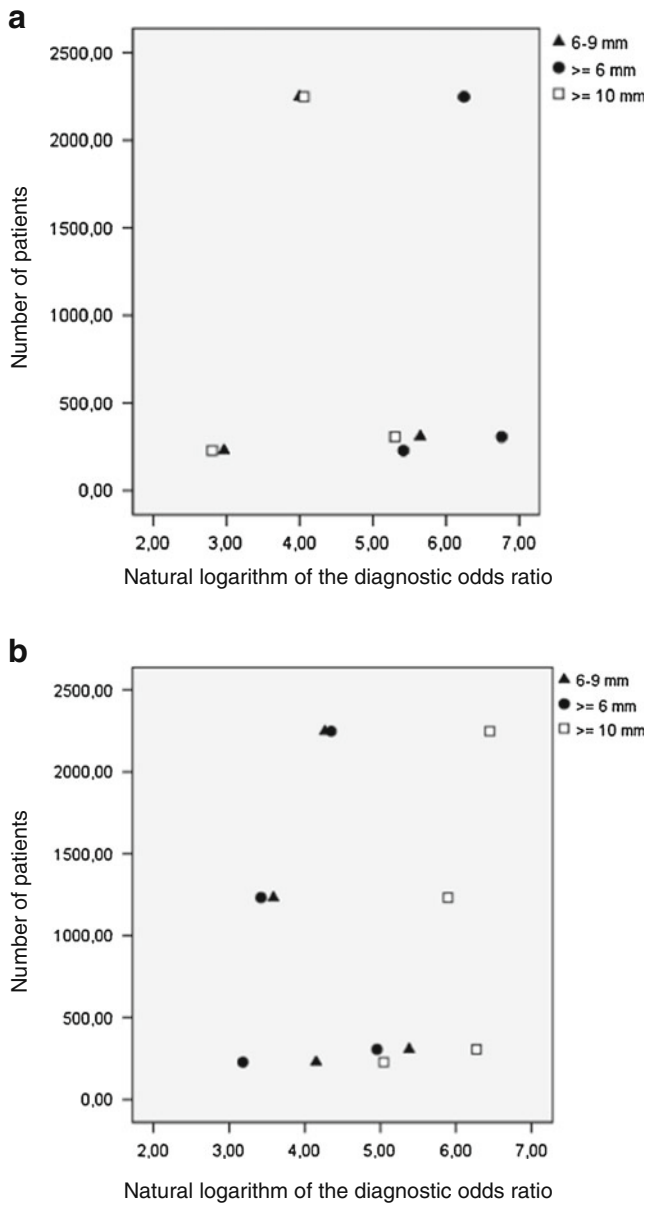 a
6-9 mm
>= 6 mm
>= 10 mm
2500,00
2000,00
1500,00
1000,00
500,00
0,00
Number of patients
2,00 3,00 4,00 5,00 6,00 7,00
Natural logarithm of the diagnostic odds ratio
b
6-9 mm
>= 6 mm
>= 10 mm
2500,00
2000,00
1500,00
1000,00
500,00
0,00
Number of patients
2,00 3,00 4,00 5,00 6,00 7,00
Natural logarithm of the diagnostic odds ratio